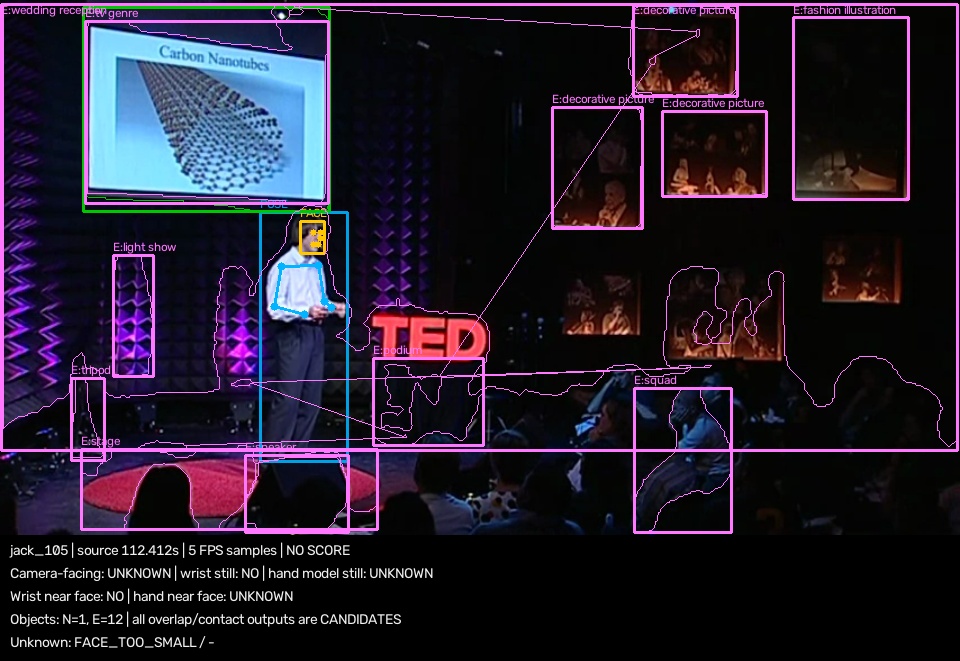 E:wedding reception
E:tv genre
E:decorative picture
E:fashion illustration
Carbon Nanotubes
E:decorative picture
E:decorative picture
POSE
FACE
E:light show
TED
E:podium
E:tripod
E:squad
E:stage
E:speaker
jack_105 | source 112.412s | 5 FPS samples | NO SCORE
Camera-facing: UNKNOWN | wrist still: NO | hand model still: UNKNOWN
Wrist near face: NO | hand near face: UNKNOWN
Objects: N=1, E=12 | all overlap/contact outputs are CANDIDATES
Unknown: FACE_TOO_SMALL / -